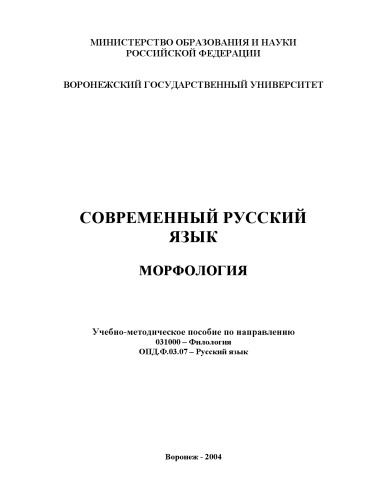 МИНИСТЕРСТВО ОБРАЗОВАНИЯ И НАУКИ
РОССИЙСКОЙ ФЕДЕРАЦИИ
ВОРОНЕЖСКИЙ ГОСУДАРСТВЕННЫЙ УНИВЕРСИТЕТ
СОВРЕМЕННЫЙ РУССКИЙ
ЯЗЫК
МОРФОЛОГИЯ
Учебно-методическое пособие по направлению
031000 – Филология
ОПД.Ф.03.07 – Русский язык
Воронеж - 2004